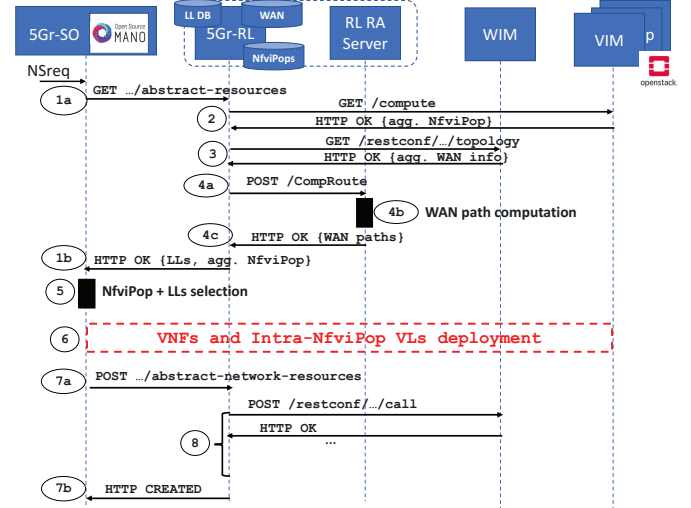 LL DB
WAN
5Gr-SO
Open Source
MANO
5Gr-RL
NfviPops
RL RA
Server
WIM
VIM
p
openstack.
NSreq
1a
GET …/abstract-resources
GET /compute
2
HTTP OK {agg. NfviPop}
3
GET /restconf/…/topology
HTTP OK {agg. WAN info}
4a
POST /CompRoute
4b
WAN path computation
4c
HTTP OK {WAN paths}
1b
HTTP OK {LLs, agg. NfviPop}
5
NfviPop + LLs selection
6
VNFs and Intra-NfviPop VLs deployment
7a
POST …/abstract-network-resources
POST /restconf/…/call
8
HTTP OK
…
7b
HTTP CREATED